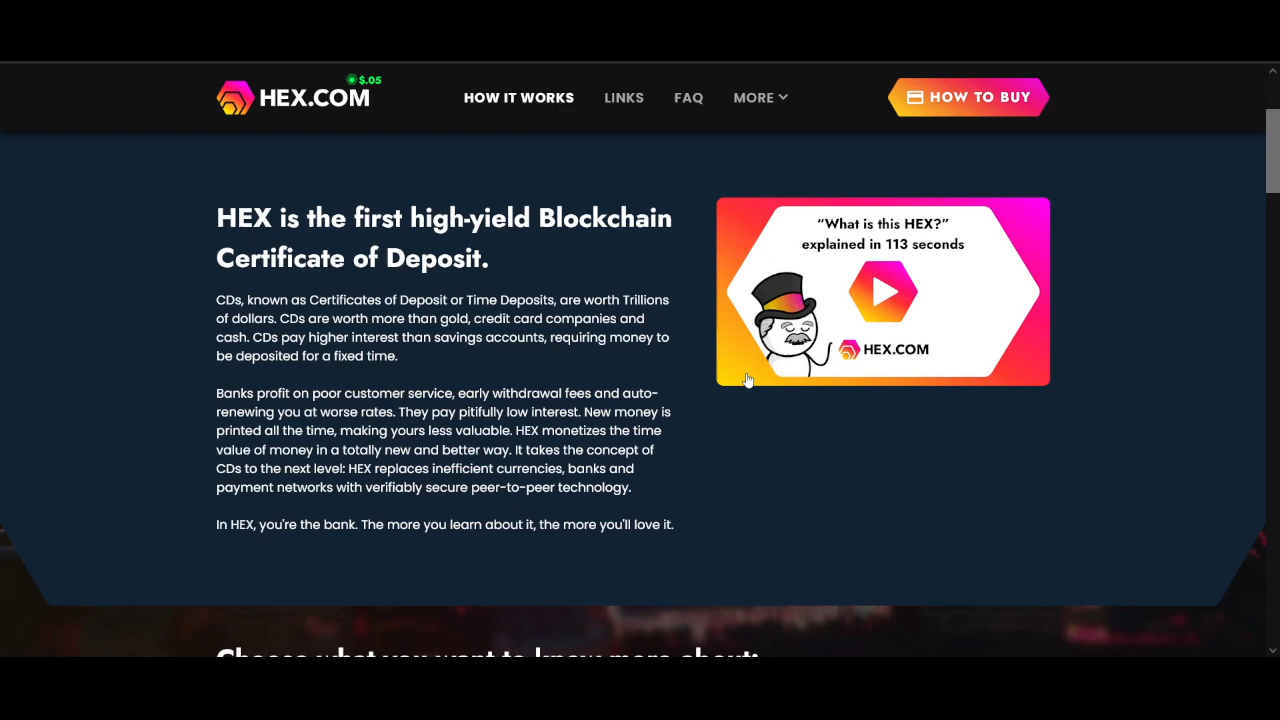 $.05
HEX.COM
HOW IT WORKS
LINKS
FAQ
MORE
HOW TO BUY
HEX is the first high-yield Blockchain
Certificate of Deposit.
CDs, known as Certificates of Deposit or Time Deposits, are worth Trillions
of dollars. CDs are worth more than gold, credit card companies and
cash. CDs pay higher interest than savings accounts, requiring money to
be deposited for a fixed time.
Banks profit on poor customer service, early withdrawal fees and auto-
renewing you at worse rates. They pay pitifully low interest. New money is
printed all the time, making yours less valuable. HEX monetizes the time
value of money in a totally new and better way. It takes the concept of
CDs to the next level: HEX replaces inefficient currencies, banks and
payment networks with verifiably secure peer-to-peer technology.
In HEX, you're the bank. The more you learn about it, the more you'll love it.
“What is this HEX?”
explained in 113 seconds
HEX.COM
Choose what you want to know more about: